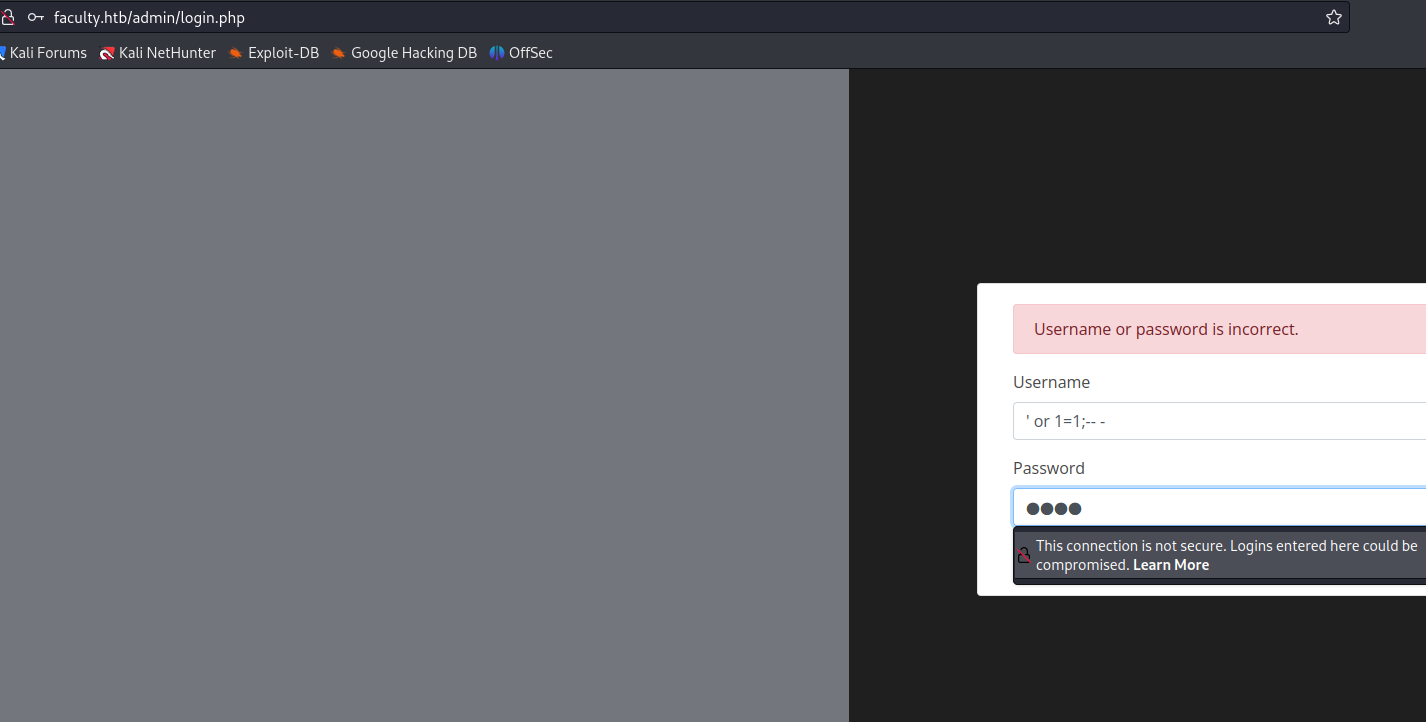 faculty.htb/admin/login.php
Kali Forums Kali NetHunter Exploit-DB Google Hacking DB OffSec
Username or password is incorrect.
Username
' or 1=1;-- -
Password
This connection is not secure. Logins entered here could be
compromised. Learn More